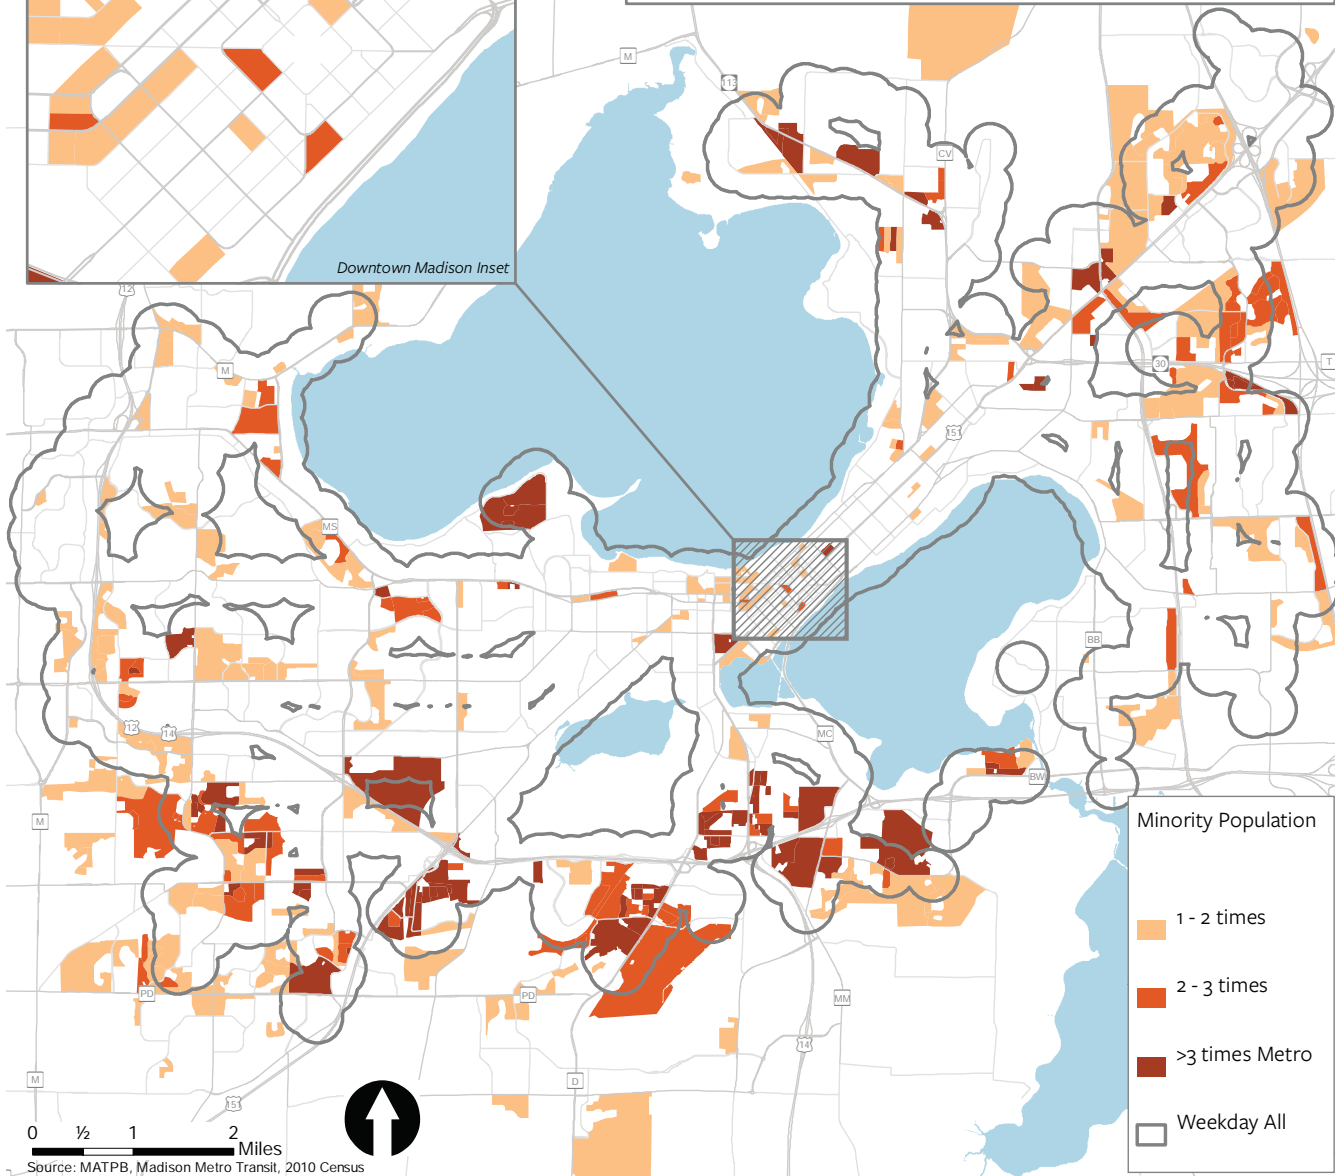 M
113
CV
Downtown Madison Inset
12
M
30
T
151
MS
BB
12
14
MC
BW
M
Minority Population
1 - 2 times
2 - 3 times
>3 times Metro
Weekday All
PD
PD
MM
14
M
D
151
0 ½ 1 2 Miles
Source: MATPB, Madison Metro Transit, 2010 Census